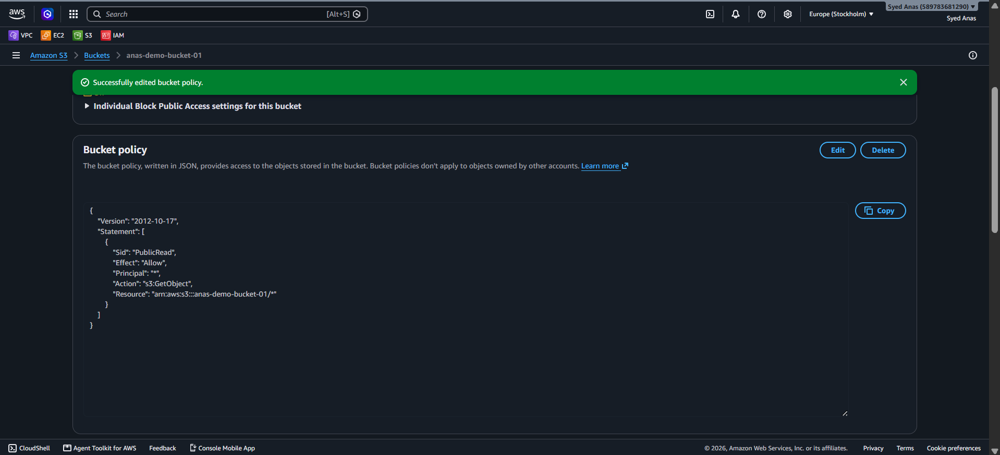 aws
Search [Alt+S]
Europe (Stockholm)
Syed Anas (589783681290)
Syed Anas
VPC EC2 S3 IAM
Amazon S3 Buckets anas-demo-bucket-01
Successfully edited bucket policy.
Individual Block Public Access settings for this bucket
Bucket policy
Edit Delete
The bucket policy, written in JSON, provides access to the objects stored in the bucket. Bucket policies don't apply to objects owned by other accounts. Learn more
Copy
{
"Version": "2012-10-17",
"Statement": [
{
"Sid": "PublicRead",
"Effect": "Allow",
"Principal": "*",
"Action": "s3:GetObject",
"Resource": "arn:aws:s3:::anas-demo-bucket-01/*"
}
]
}
CloudShell Agent Toolkit for AWS Feedback Console Mobile App © 2026, Amazon Web Services, Inc. or its affiliates. Privacy Terms Cookie preferences